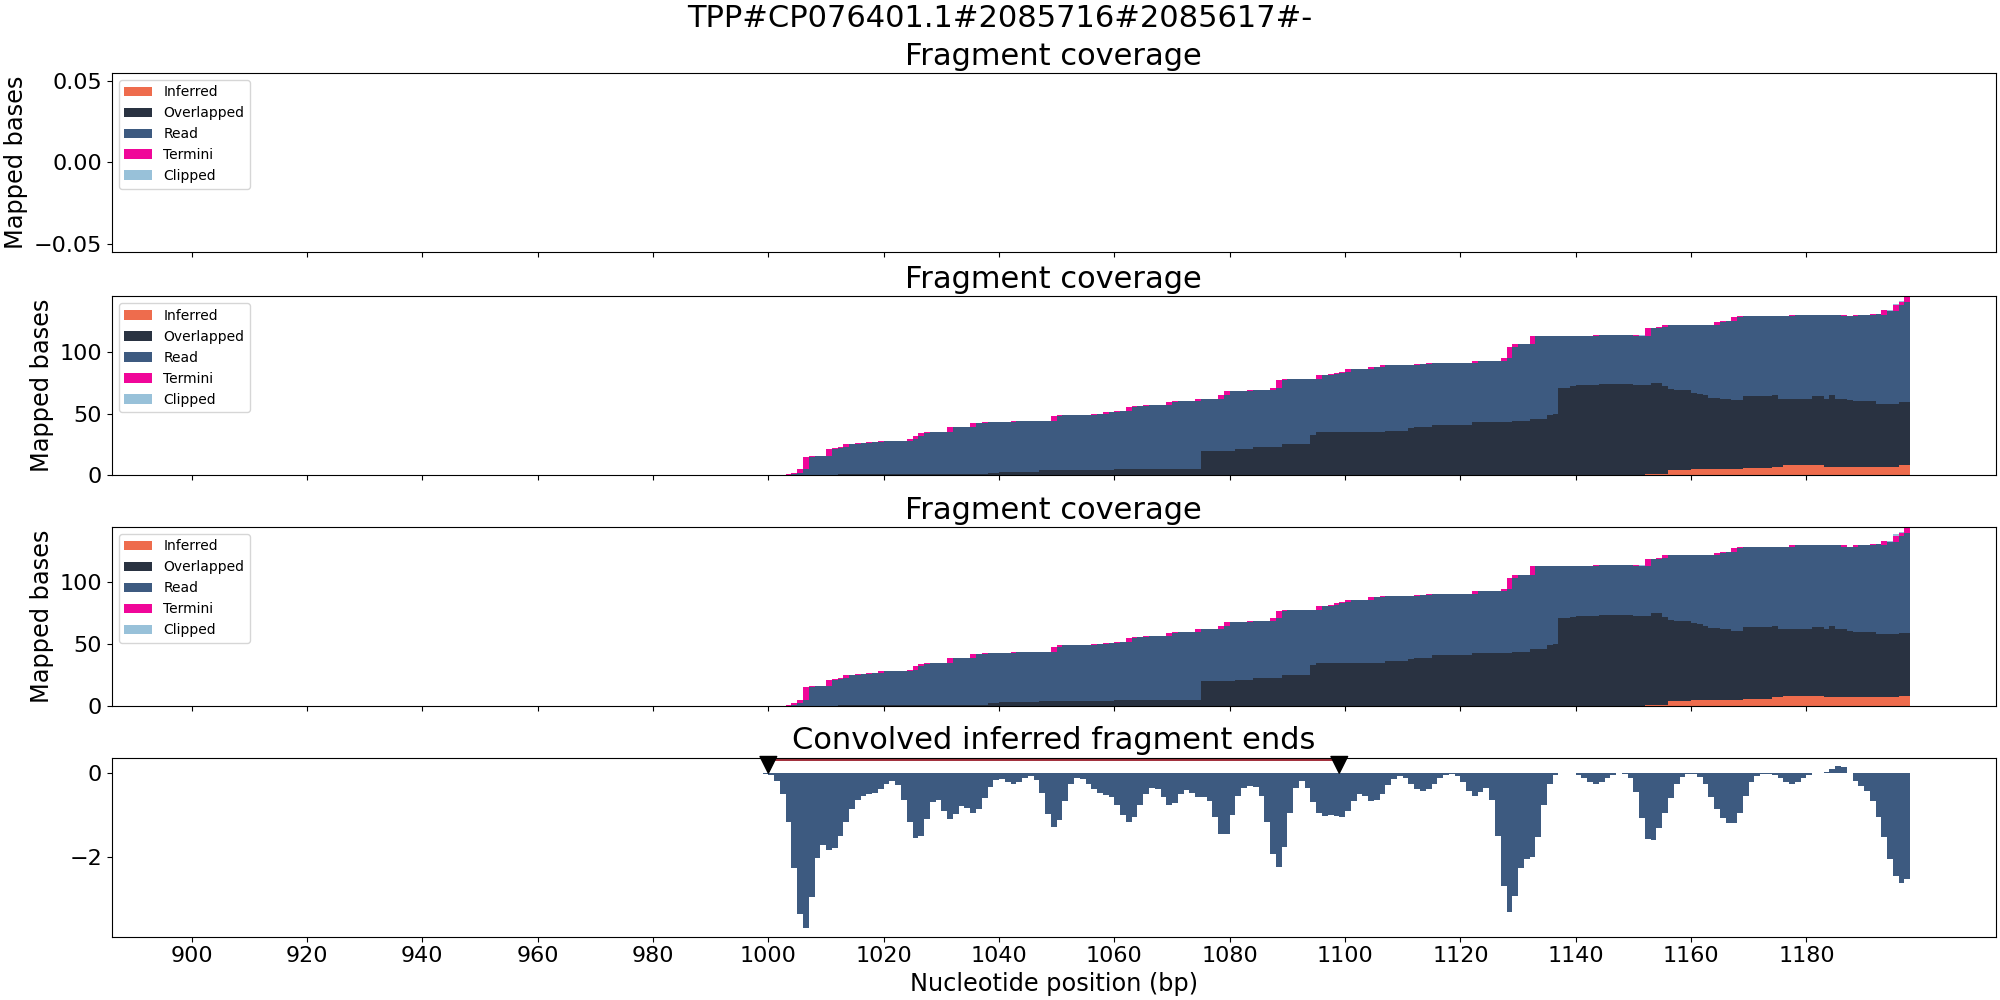 TPP#CP076401.1#2085716#2085617#-
Fragment coverage
Mapped bases
0.05
0.00
−0.05
Inferred
Overlapped
Read
Termini
Clipped
Fragment coverage
Mapped bases
100
50
0
Inferred
Overlapped
Read
Termini
Clipped
Fragment coverage
Mapped bases
100
50
0
Inferred
Overlapped
Read
Termini
Clipped
Convolved inferred fragment ends
0
−2
900 920 940 960 980 1000 1020 1040 1060 1080 1100 1120 1140 1160 1180
Nucleotide position (bp)